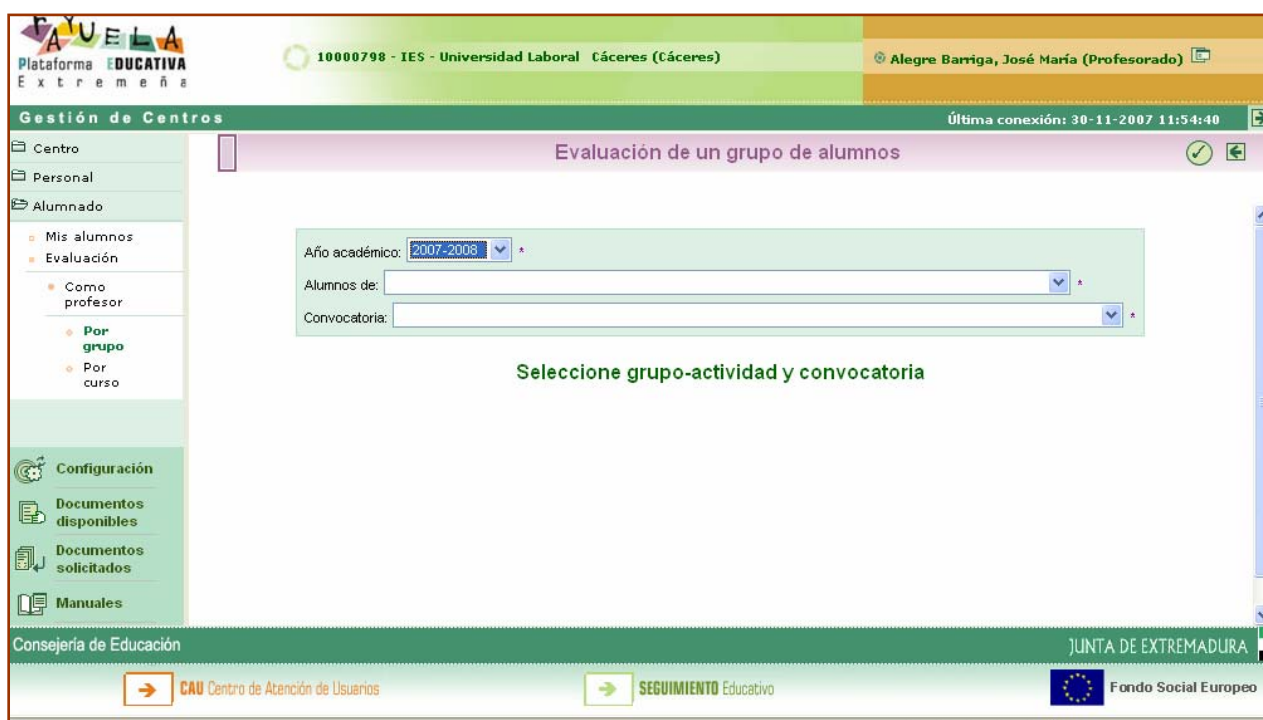 RAYUELA
Plataforma EDUCATIVA
Extremeña
10000798 - IES - Universidad Laboral Cáceres (Cáceres)
Alegre Barriga, José María (Profesorado)
Gestión de Centros
Última conexión: 30-11-2007 11:54:40
Centro
Personal
Alumnado
Mis alumnos
Evaluación
Como
profesor
Por
grupo
Por
curso
Configuración
Documentos
disponibles
Documentos
solicitados
Manuales
Evaluación de un grupo de alumnos
Año académico: 2007-2008 *
Alumnos de: *
Convocatoria: *
Seleccione grupo-actividad y convocatoria
Consejería de Educación
JUNTA DE EXTREMADURA
CAU Centro de Atención de Usuarios
SEGUIMIENTO Educativo
Fondo Social Europeo